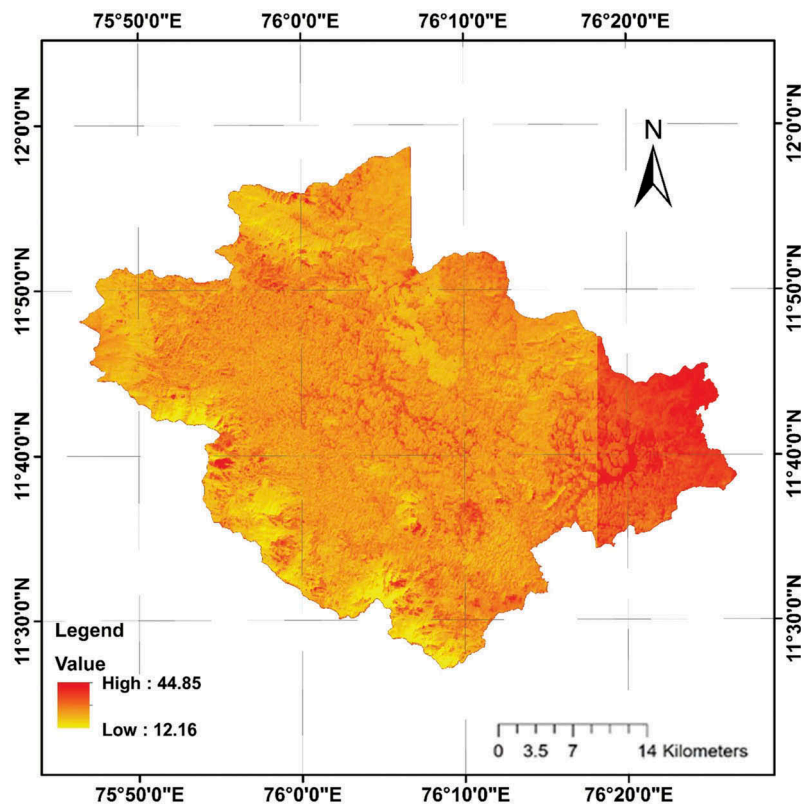 75°50'0"E 76°0'0"E 76°10'0"E 76°20'0"E
12°0'0"N 12°0'0"N
N
11°50'0"N 11°50'0"N
11°40'0"N 11°40'0"N
11°30'0"N 11°30'0"N
Legend
Value
High : 44.85
Low : 12.16
0 3.5 7 14 Kilometers
75°50'0"E 76°0'0"E 76°10'0"E 76°20'0"E